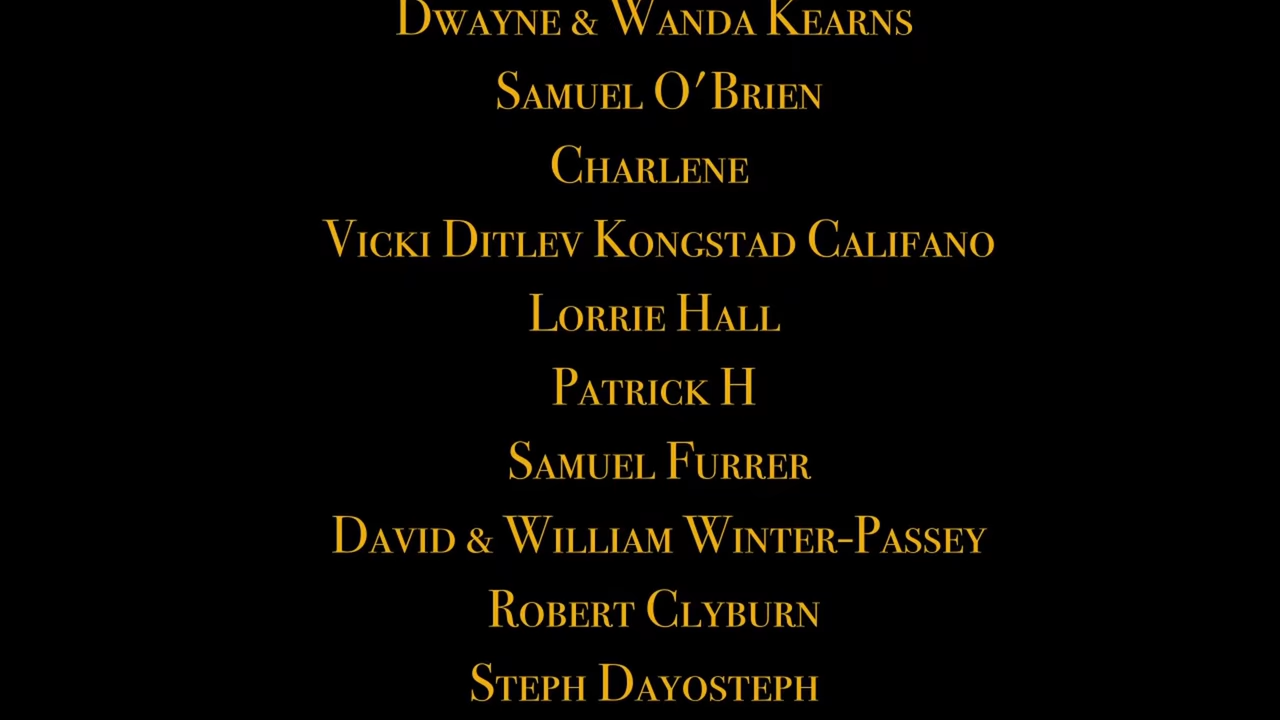 Dwayne & Wanda Kearns
Samuel O'Brien
Charlene
Vicki Ditlev Kongstad Califano
Lorrie Hall
Patrick H
Samuel Furrer
David & William Winter-Passey
Robert Clyburn
Steph Dayosteph